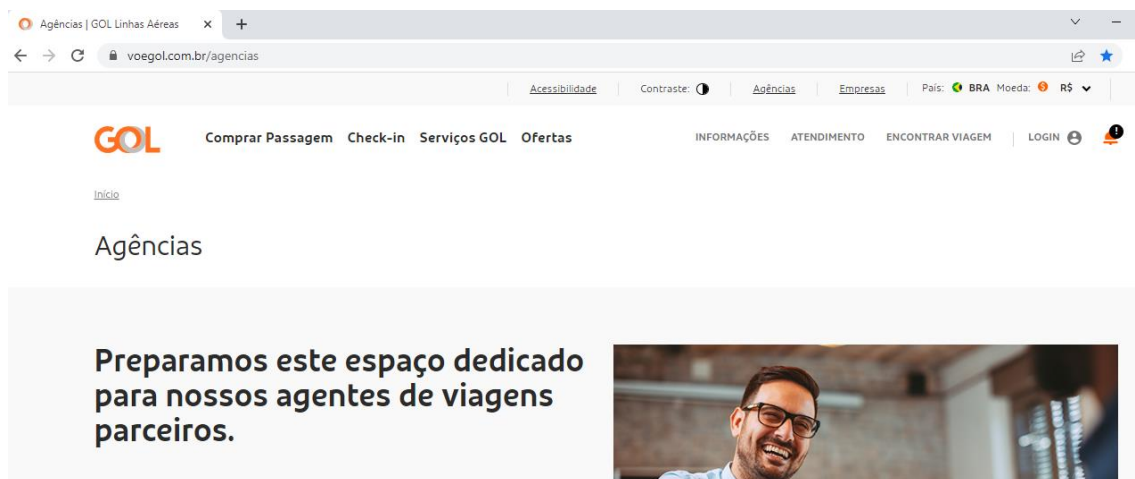 Agências | GOL Linhas Aéreas
voegol.com.br/agencias
Acessibilidade Contraste: Agências Empresas País: BRA Moeda: R$
GOL Comprar Passagem Check-in Serviços GOL Ofertas INFORMAÇÕES ATENDIMENTO ENCONTRAR VIAGEM LOGIN
Início
Agências
Preparamos este espaço dedicado
para nossos agentes de viagens
parceiros.